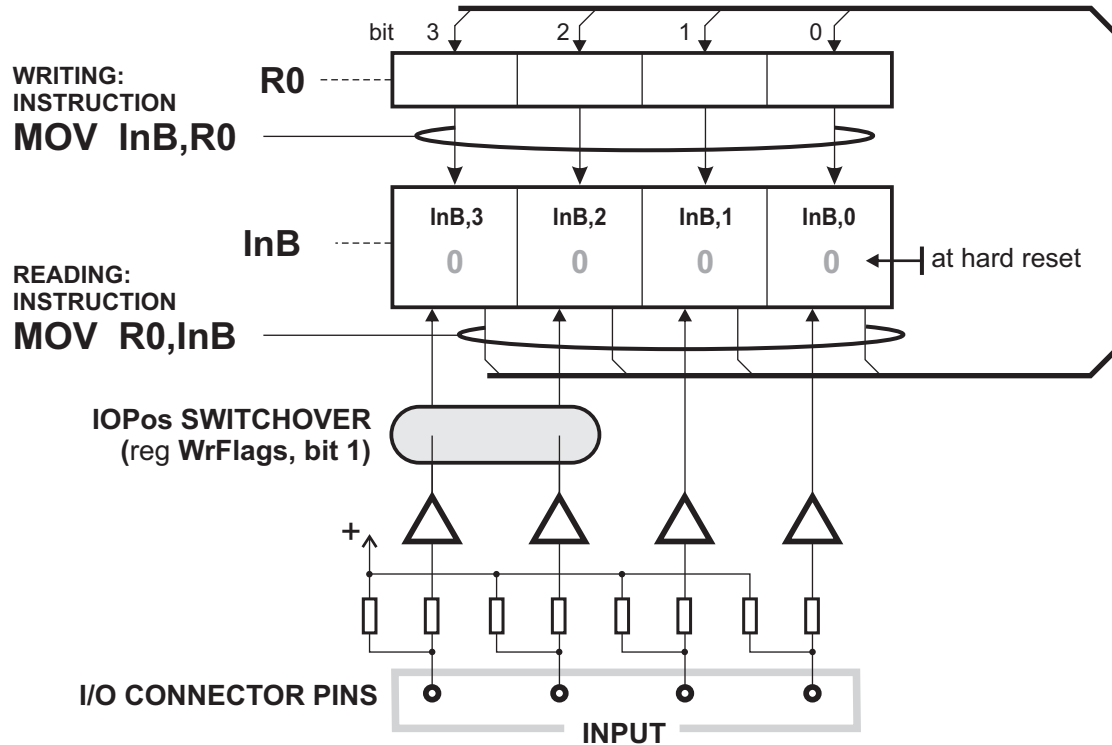 bit 3 2 1 0
WRITING:
INSTRUCTION
MOV InB,R0
R0
InB,3 InB,2 InB,1 InB,0
0 0 0 0
at hard reset
InB
READING:
INSTRUCTION
MOV R0,InB
IOPos SWITCHOVER
(reg WrFlags, bit 1)
+
I/O CONNECTOR PINS
INPUT